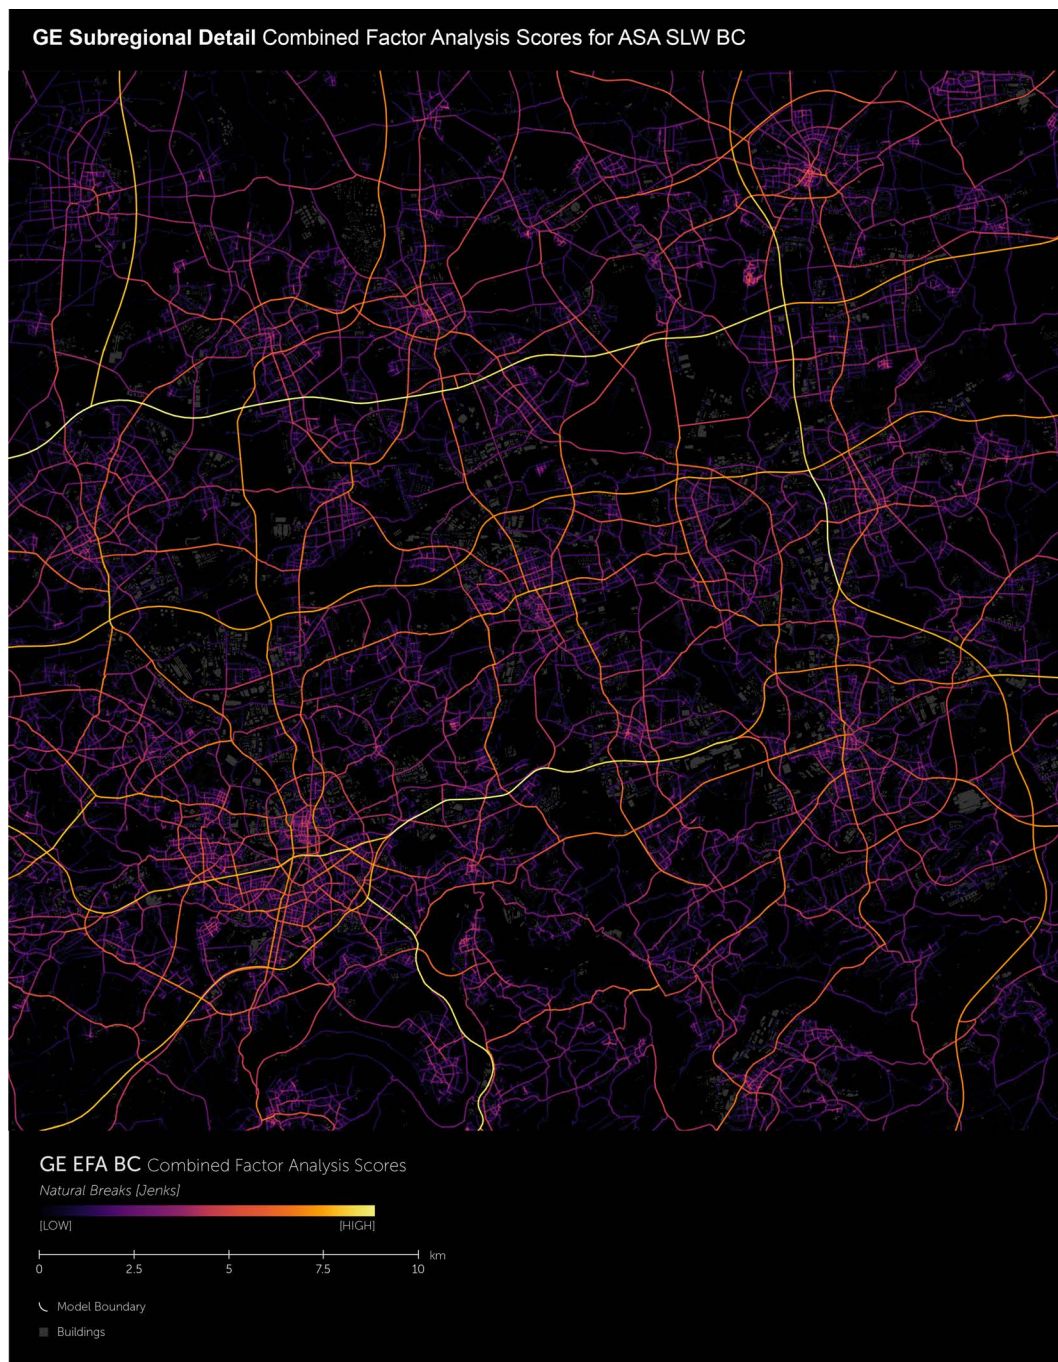 GE Subregional Detail Combined Factor Analysis Scores for ASA SLW BC
GE EFA BC Combined Factor Analysis Scores
Natural Breaks [Jenks]
[LOW] [HIGH]
km
0 2.5 5 7.5 10
Model Boundary
Buildings